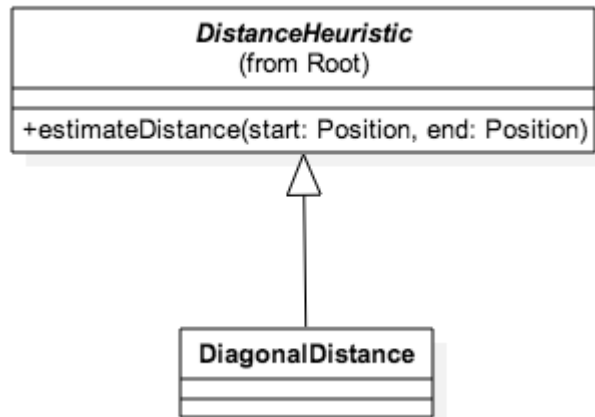 DistanceHeuristic
(from Root)
+estimateDistance(start: Position, end: Position)
DiagonalDistance